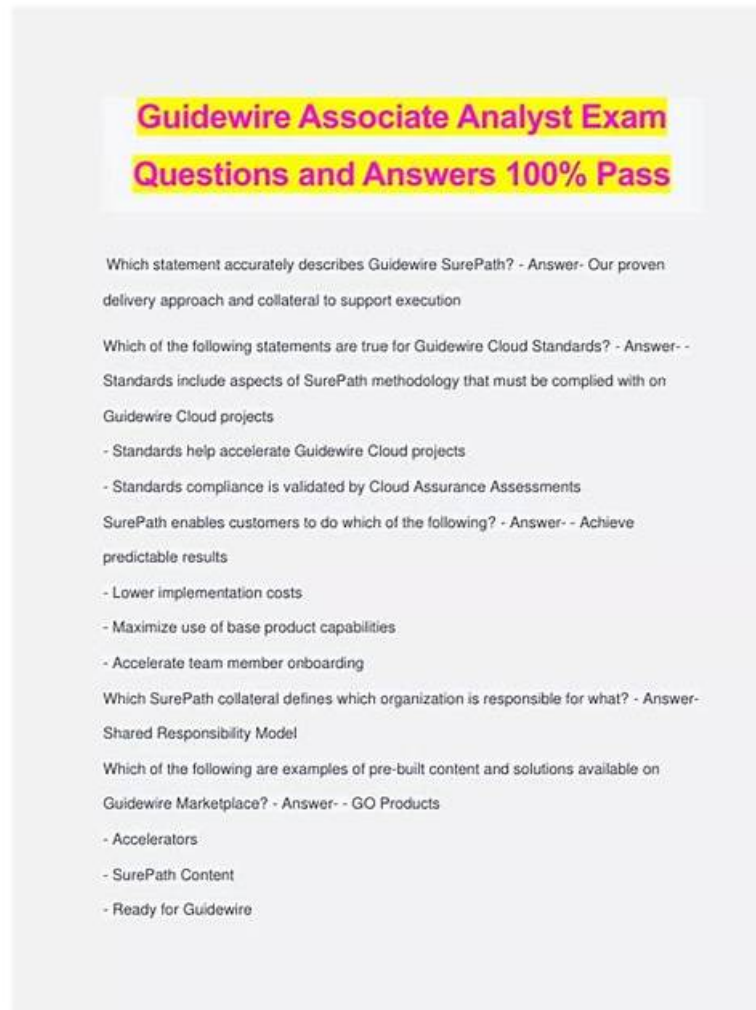 Guidewire Associate Analyst Exam
Questions and Answers 100% Pass
Which statement accurately describes Guidewire SurePath? - Answer- Our proven
delivery approach and collateral to support execution
Which of the following statements are true for Guidewire Cloud Standards? - Answer- -
Standards include aspects of SurePath methodology that must be complied with on
Guidewire Cloud projects
- Standards help accelerate Guidewire Cloud projects
- Standards compliance is validated by Cloud Assurance Assessments
SurePath enables customers to do which of the following? - Answer- - Achieve
predictable results
- Lower implementation costs
- Maximize use of base product capabilities
- Accelerate team member onboarding
Which SurePath collateral defines which organization is responsible for what? - Answer-
Shared Responsibility Model
Which of the following are examples of pre-built content and solutions available on
Guidewire Marketplace? - Answer- - GO Products
- Accelerators
- SurePath Content
- Ready for Guidewire